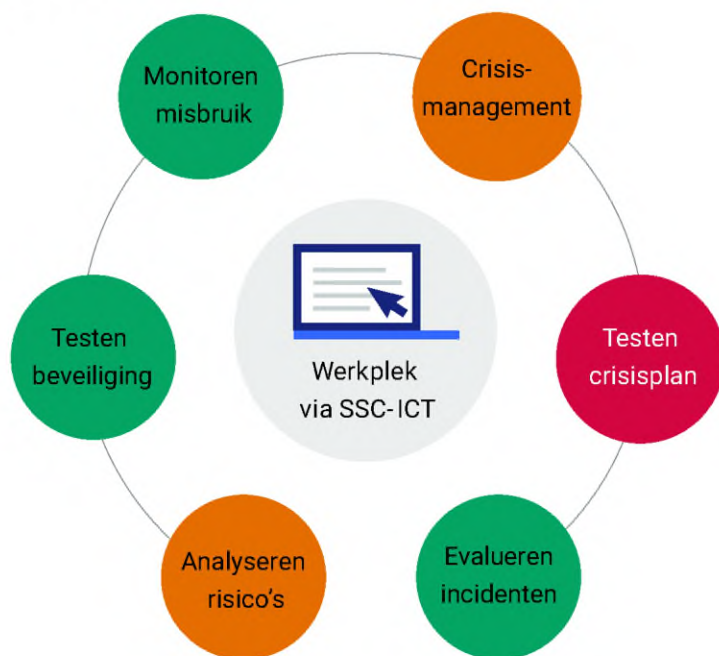 Monitoren
misbruik
Crisis-
management
Testen
beveiliging
Werkplek
via SSC-ICT
Testen
crisisplan
Analyseren
risico's
Evalueren
incidenten